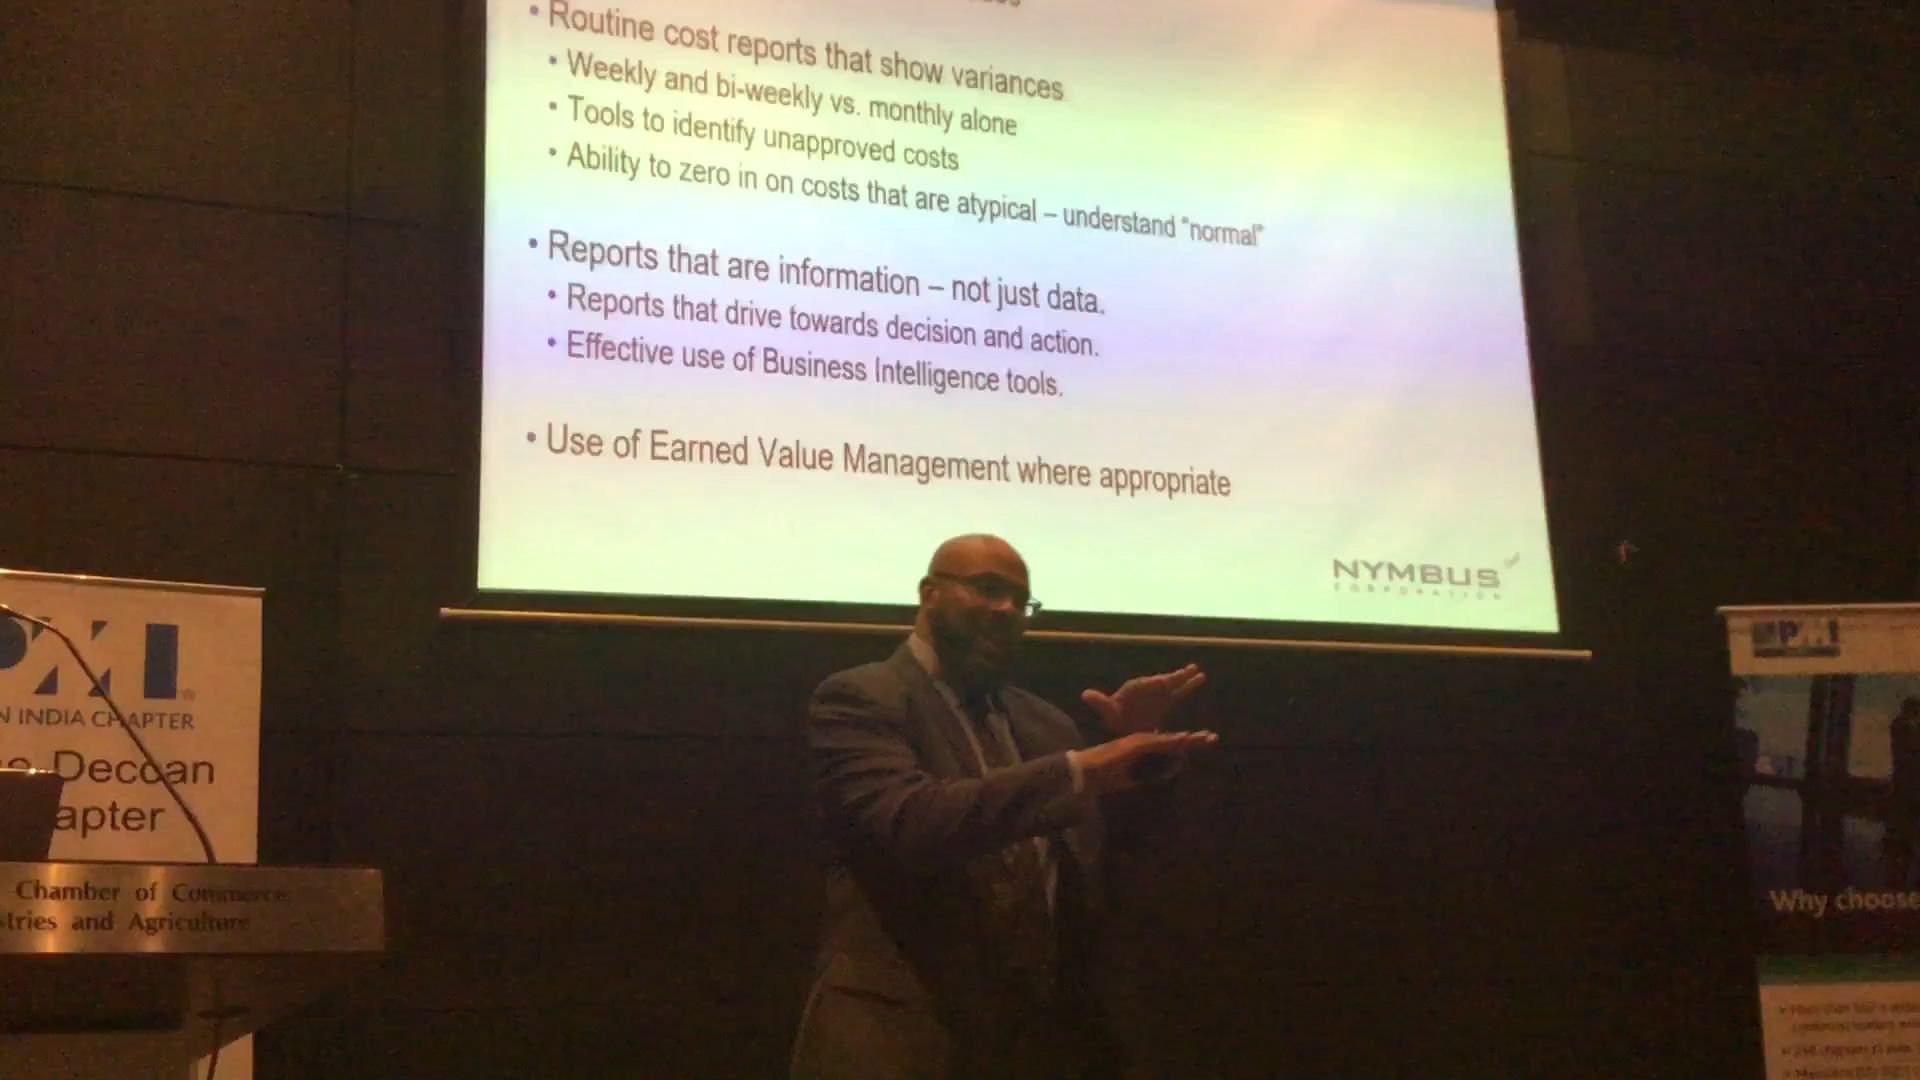 • Routine cost reports that show variances
• Weekly and bi-weekly vs. monthly alone
• Tools to identify unapproved costs
• Ability to zero in on costs that are atypical – understand "normal"
• Reports that are information – not just data.
• Reports that drive towards decision and action.
• Effective use of Business Intelligence tools.
• Use of Earned Value Management where appropriate
NYMBUS
CORPORATION
PMI
N INDIA CHAPTER
Deccan
apter
Chamber of Commerce
stries and Agriculture
PMI
Why choose